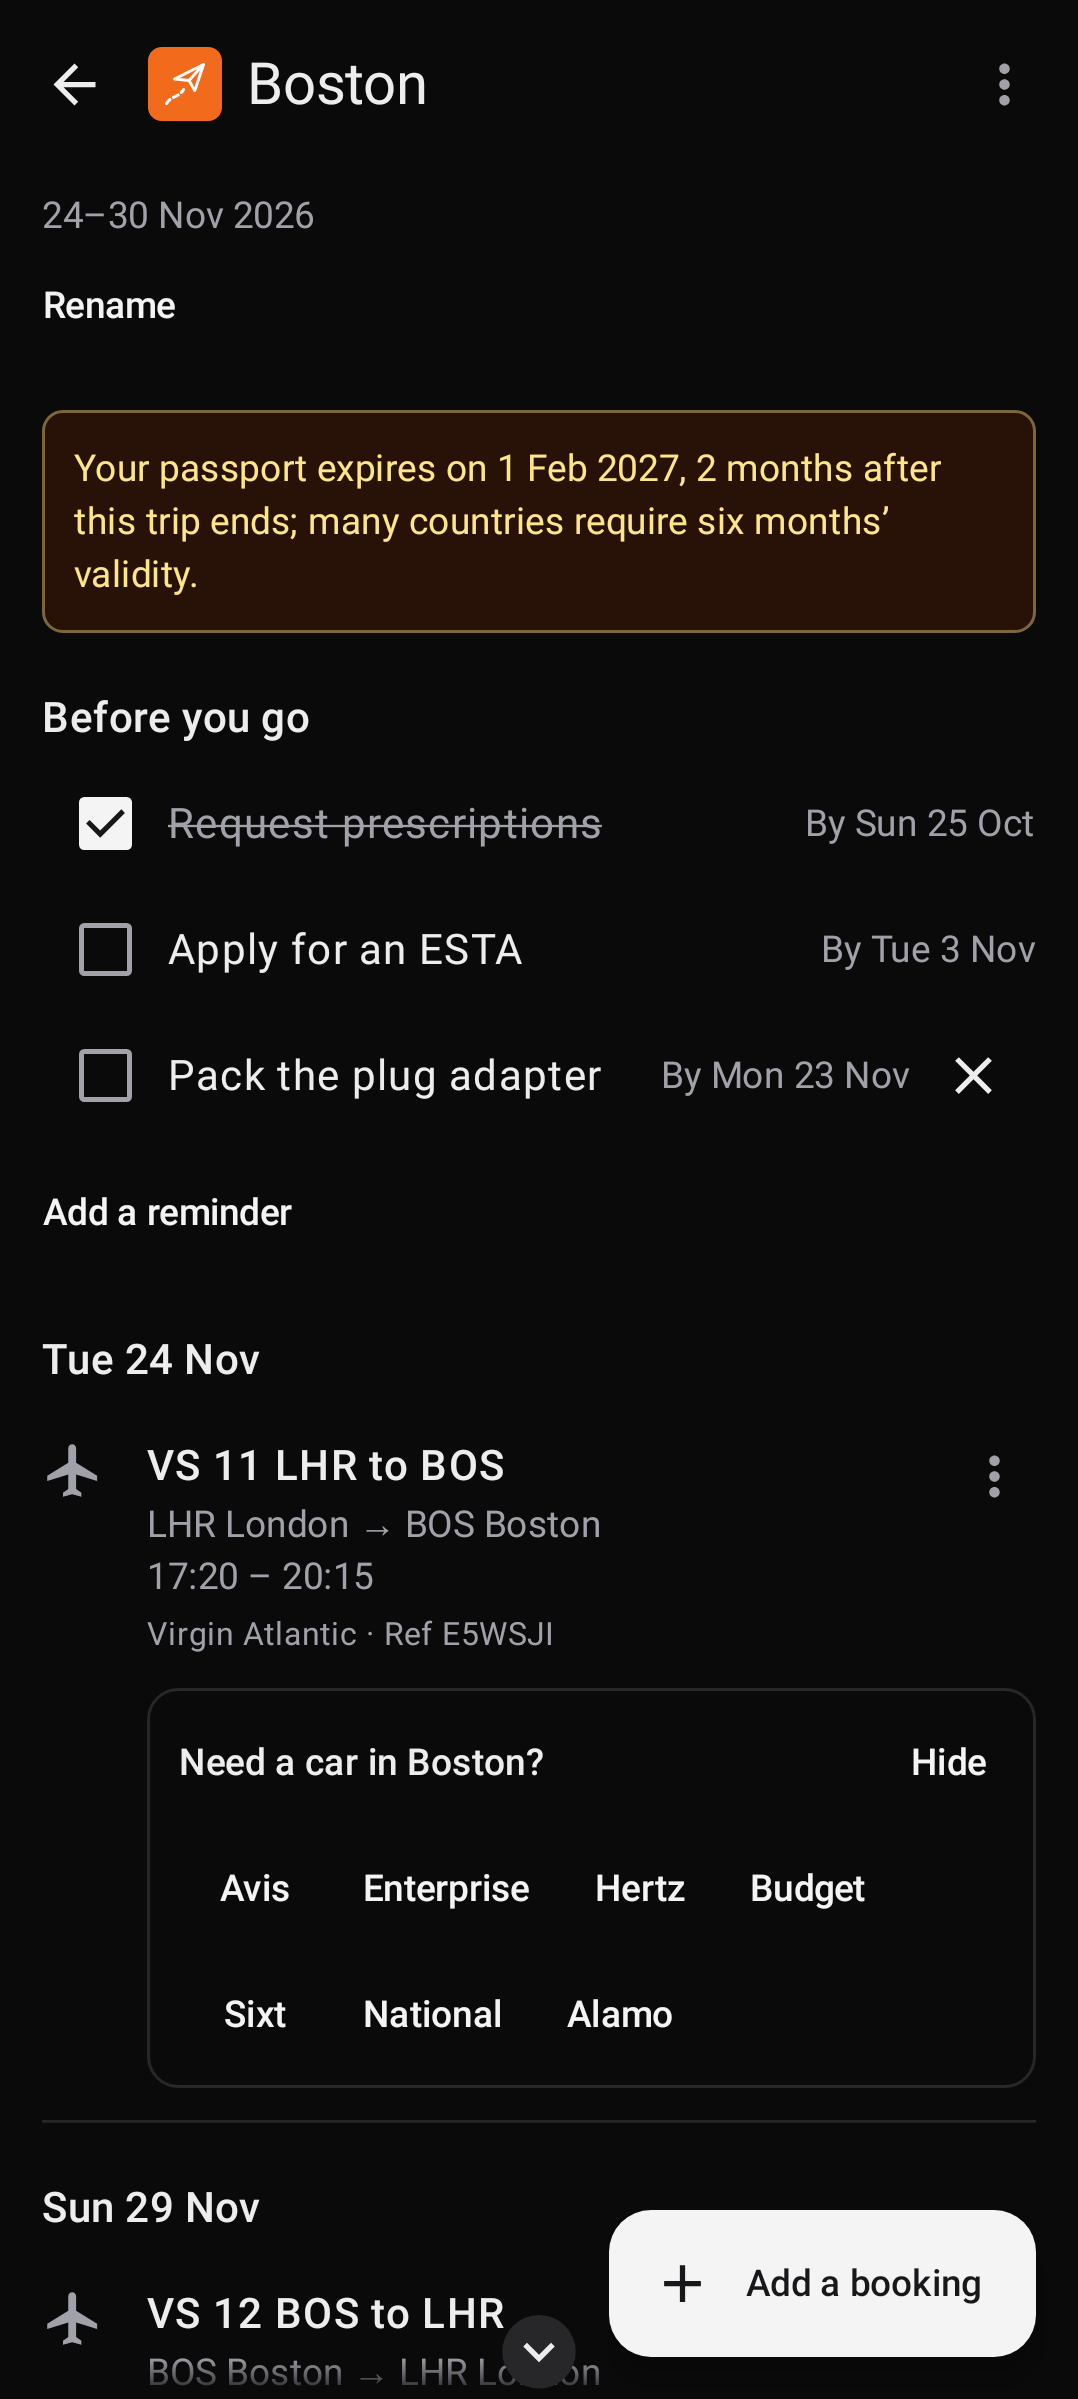 Boston
24–30 Nov 2026
Rename
Your passport expires on 1 Feb 2027, 2 months after
this trip ends; many countries require six months’
validity.
Before you go
Request prescriptions By Sun 25 Oct
Apply for an ESTA By Tue 3 Nov
Pack the plug adapter By Mon 23 Nov
Add a reminder
Tue 24 Nov
VS 11 LHR to BOS
LHR London → BOS Boston
17:20 – 20:15
Virgin Atlantic · Ref E5WSJI
Need a car in Boston? Hide
Avis Enterprise Hertz Budget
Sixt National Alamo
Sun 29 Nov
Add a booking
VS 12 BOS to LHR
BOS Boston → LHR